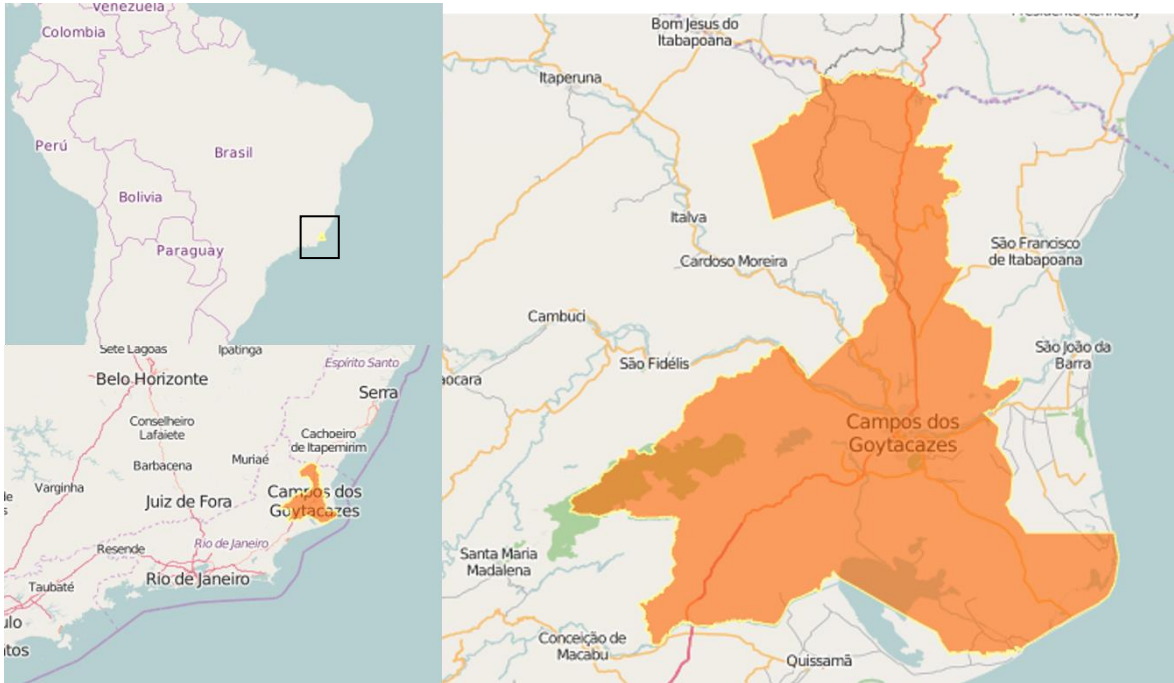 Venezuela
Colombia
Perú
Brasil
Bolivia
Paraguay
Sete Lagoas
Ipatinga
Espírito Santo
Belo Horizonte
Serra
Conselheiro
Lafaiete
Cachoeiro
de Itapemirim
Barbacena
Muriaé
Varginha
Juiz de Fora
Campos dos
Goytacazes
Resende
Rio de Janeiro
Rio de Janeiro
Taubaté
ulo
ntos
Bom Jesus do
Itabapoana
Presidente Kennedy
Itaperuna
Italva
Cardoso Moreira
São Francisco
de Itabapoana
Cambuci
São Fidélis
São João da
Barra
aocara
Campos dos
Goytacazes
Santa Maria
Madalena
Conceição de
Macabu
Quissamã